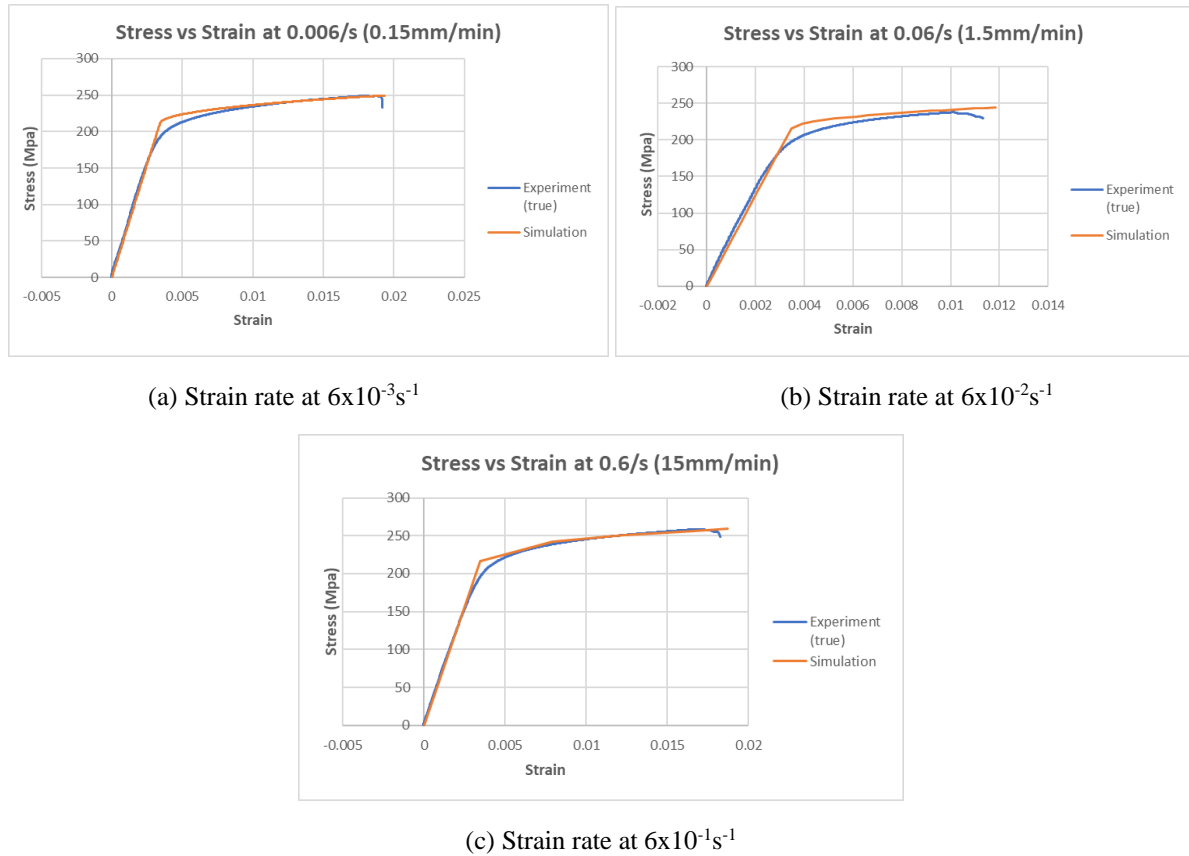 Stress vs Strain at 0.006/s (0.15mm/min)
300
250
200
150
100
50
0
-0.005
0
0.005
0.01
0.015
0.02
0.025
Stress (Mpa)
Strain
Experiment
(true)
Simulation
Stress vs Strain at 0.06/s (1.5mm/min)
300
250
200
150
100
50
0
-0.002
0
0.002
0.004
0.006
0.008
0.01
0.012
0.014
Stress (Mpa)
Strain
Experiment
(true)
Simulation
(a) Strain rate at 6x10⁻³s⁻¹
(b) Strain rate at 6x10⁻²s⁻¹
Stress vs Strain at 0.6/s (15mm/min)
300
250
200
150
100
50
0
-0.005
0
0.005
0.01
0.015
0.02
Stress (Mpa)
Strain
Experiment
(true)
Simulation
(c) Strain rate at 6x10⁻¹s⁻¹